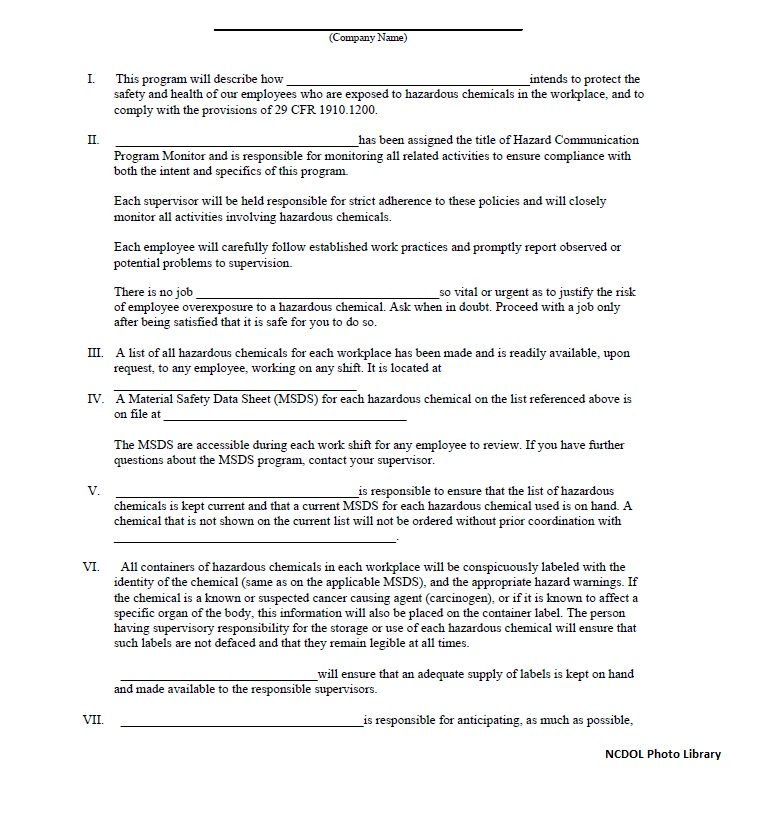 (Company Name)
I. This program will describe how ______________________ intends to protect the
safety and health of our employees who are exposed to hazardous chemicals in the workplace, and to
comply with the provisions of 29 CFR 1910.1200.
II. ______________________ has been assigned the title of Hazard Communication
Program Monitor and is responsible for monitoring all related activities to ensure compliance with
both the intent and specifics of this program.
Each supervisor will be held responsible for strict adherence to these policies and will closely
monitor all activities involving hazardous chemicals.
Each employee will carefully follow established work practices and promptly report observed or
potential problems to supervision.
There is no job ______________________ so vital or urgent as to justify the risk
of employee overexposure to a hazardous chemical. Ask when in doubt. Proceed with a job only
after being satisfied that it is safe for you to do so.
III. A list of all hazardous chemicals for each workplace has been made and is readily available, upon
request, to any employee, working on any shift. It is located at
______________________
IV. A Material Safety Data Sheet (MSDS) for each hazardous chemical on the list referenced above is
on file at ______________________
The MSDS are accessible during each work shift for any employee to review. If you have further
questions about the MSDS program, contact your supervisor.
V. ______________________ is responsible to ensure that the list of hazardous
chemicals is kept current and that a current MSDS for each hazardous chemical used is on hand. A
chemical that is not shown on the current list will not be ordered without prior coordination with
______________________.
VI. All containers of hazardous chemicals in each workplace will be conspicuously labeled with the
identity of the chemical (same as on the applicable MSDS), and the appropriate hazard warnings. If
the chemical is a known or suspected cancer causing agent (carcinogen), or if it is known to affect a
specific organ of the body, this information will also be placed on the container label. The person
having supervisory responsibility for the storage or use of each hazardous chemical will ensure that
such labels are not defaced and that they remain legible at all times.
______________________ will ensure that an adequate supply of labels is kept on hand
and made available to the responsible supervisors.
VII. ______________________ is responsible for anticipating, as much as possible,
NCDOL Photo Library